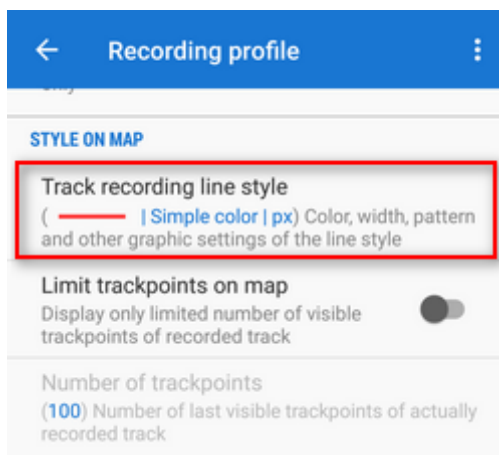 Recording profile
STYLE ON MAP
Track recording line style
( | Simple color | px) Color, width, pattern
and other graphic settings of the line style
Limit trackpoints on map
Display only limited number of visible
trackpoints of recorded track
Number of trackpoints
(100) Number of last visible trackpoints of actually
recorded track